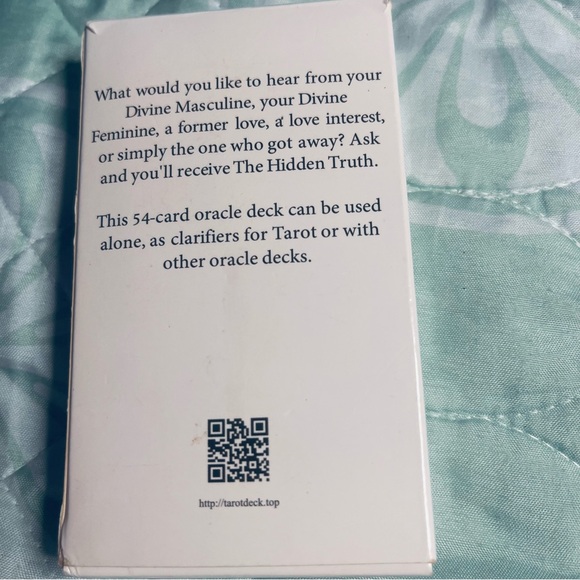 What would you like to hear from your
Divine Masculine, your Divine
Feminine, a former love, a love interest,
or simply the one who got away? Ask
and you'll receive The Hidden Truth.
This 54-card oracle deck can be used
alone, as clarifiers for Tarot or with
other oracle decks.
http://tarotdeck.top